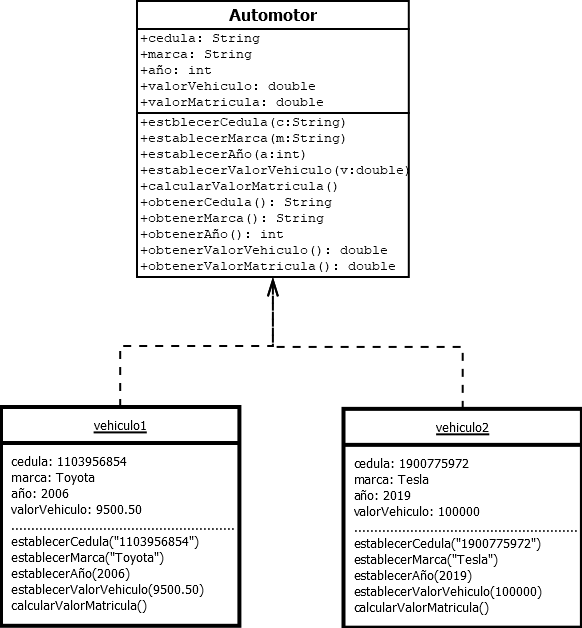 Automotor
+cedula: String
+marca: String
+año: int
+valorVehiculo: double
+valorMatricula: double
+estblecerCedula(c:String)
+establecerMarca(m:String)
+establecerAño(a:int)
+establecerValorVehiculo(v:double)
+calcularValorMatricula()
+obtenerCedula(): String
+obtenerMarca(): String
+obtenerAño(): int
+obtenerValorVehiculo(): double
+obtenerValorMatricula(): double
vehiculo1
cedula: 1103956854
marca: Toyota
año: 2006
valorVehiculo: 9500.50
establecerCedula("1103956854")
establecerMarca("Toyota")
establecerAño(2006)
establecerValorVehiculo(9500.50)
calcularValorMatricula()
vehiculo2
cedula: 1900775972
marca: Tesla
año: 2019
valorVehiculo: 100000
establecerCedula("1900775972")
establecerMarca("Tesla")
establecerAño(2019)
establecerValorVehiculo(100000)
calcularValorMatricula()